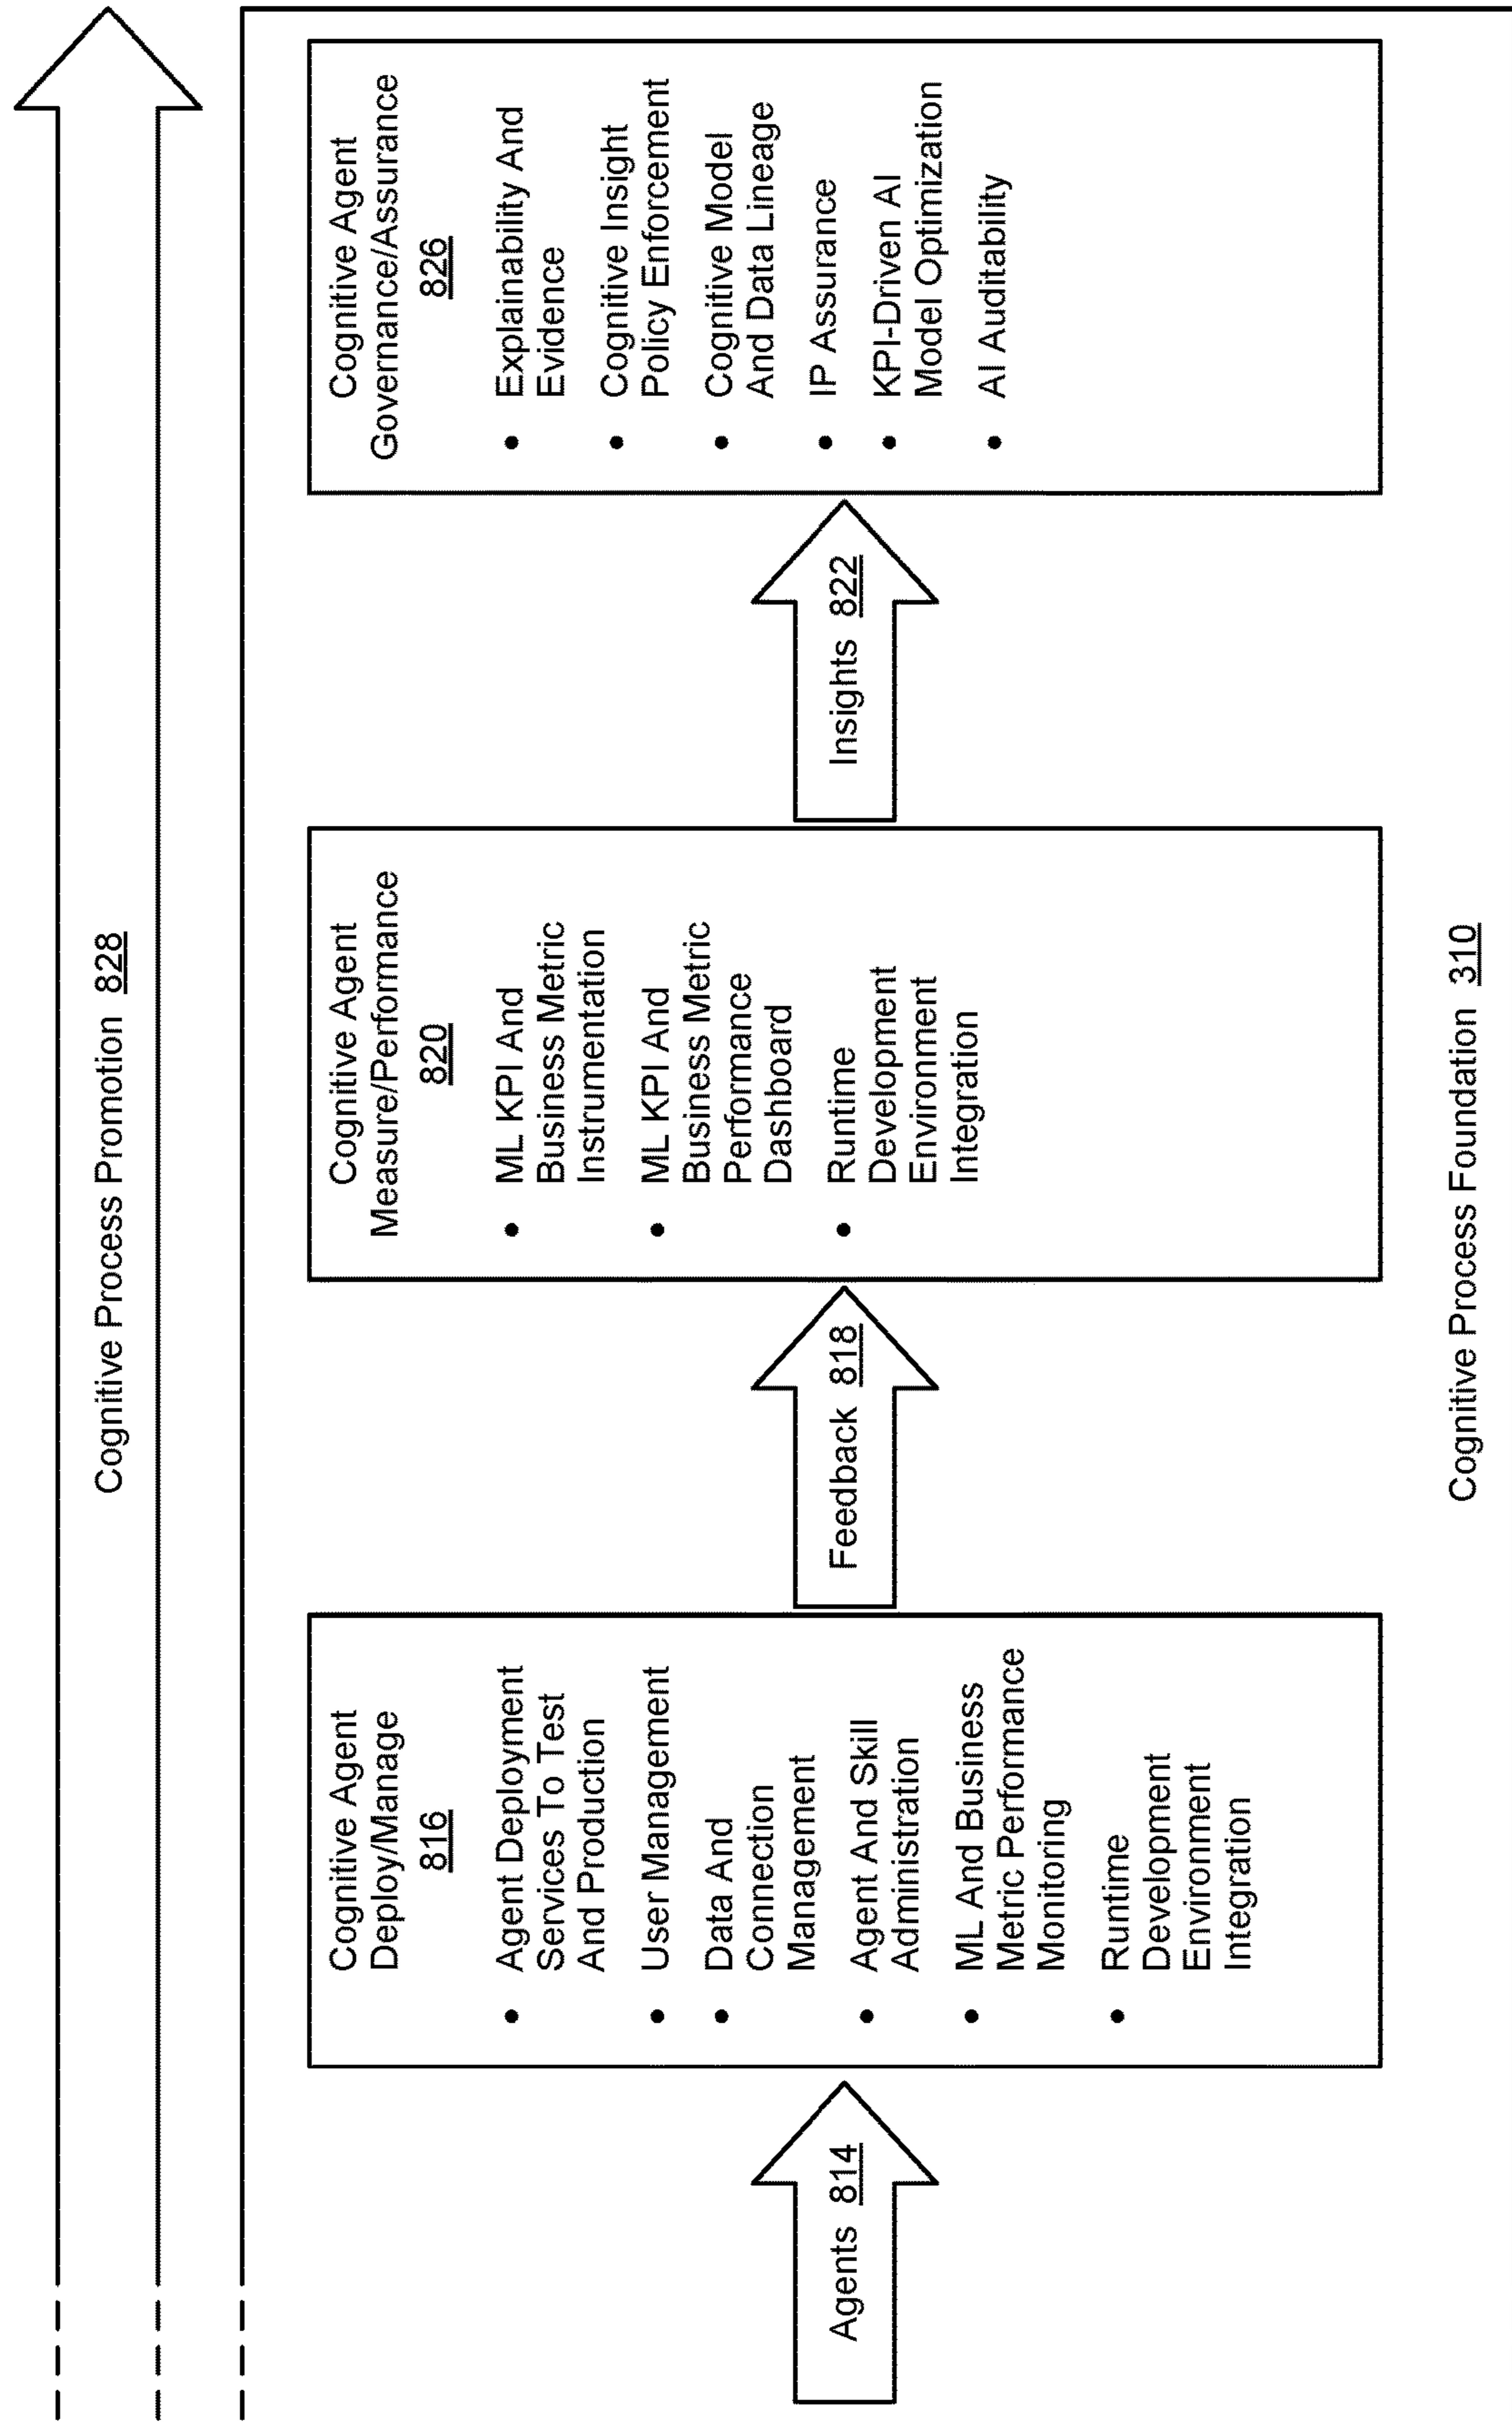 Cognitive Process Promotion 828
Agents 814
Cognitive Agent
Deploy/Manage
816
• Agent Deployment
Services To Test
And Production
• User Management
• Data And
Connection
Management
• Agent And Skill
Administration
• ML And Business
Metric Performance
Monitoring
• Runtime
Development
Environment
Integration
Feedback 818
Cognitive Agent
Measure/Performance
820
• ML KPI And
Business Metric
Instrumentation
• ML KPI And
Business Metric
Performance
Dashboard
• Runtime
Development
Environment
Integration
Insights 822
Cognitive Agent
Governance/Assurance
826
• Explainability And
Evidence
• Cognitive Insight
Policy Enforcement
• Cognitive Model
And Data Lineage
• IP Assurance
• KPI-Driven AI
Model Optimization
• AI Auditability
Cognitive Process Foundation 310